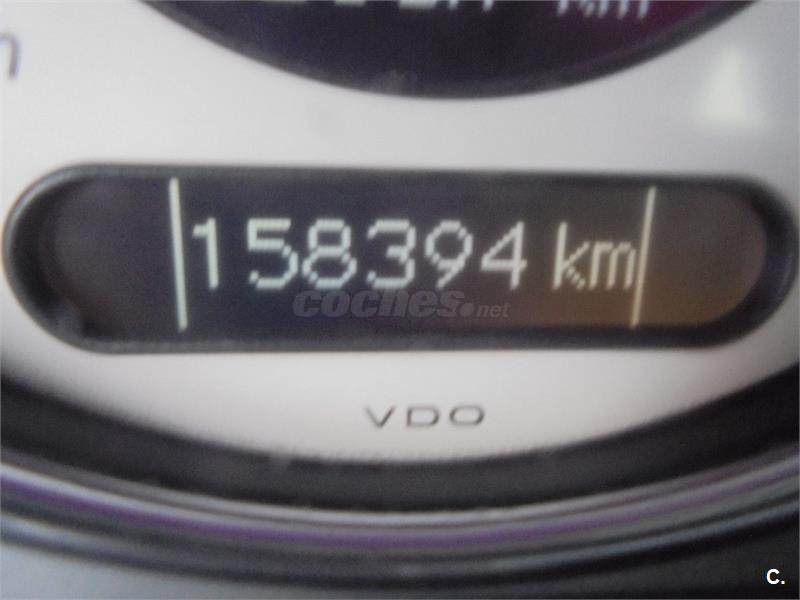 158394 km
coches.net
VDO
C.